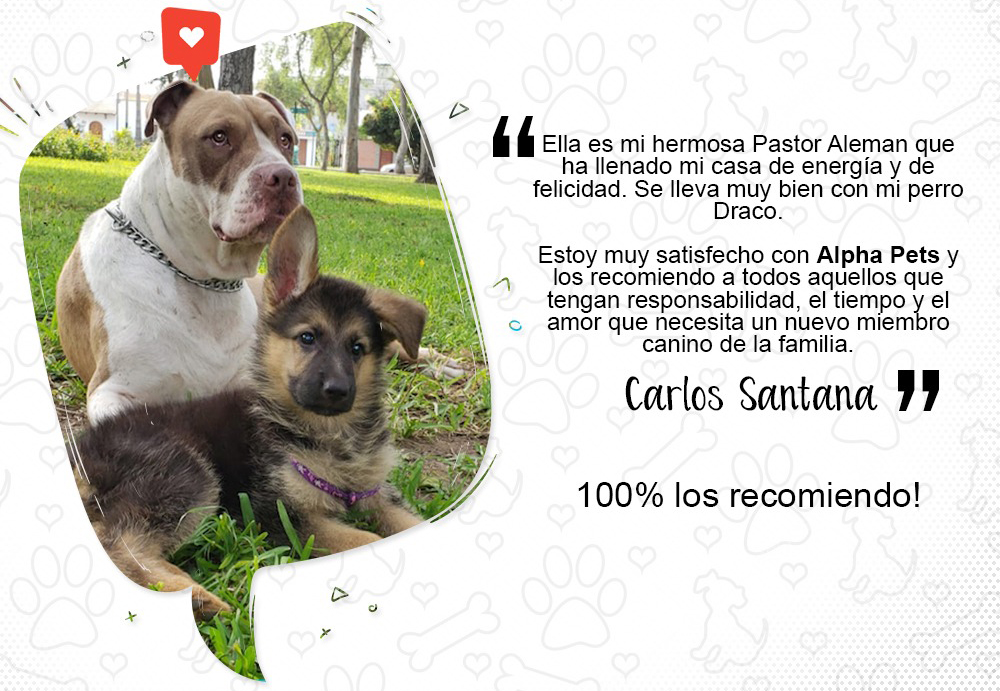 Ella es mi hermosa Pastor Aleman que
ha llenado mi casa de energía y de
felicidad. Se lleva muy bien con mi perro
Draco.
Estoy muy satisfecho con Alpha Pets y
los recomiendo a todos aquellos que
tengan responsabilidad, el tiempo y el
amor que necesita un nuevo miembro
canino de la familia.
Carlos Santana
100% los recomiendo!